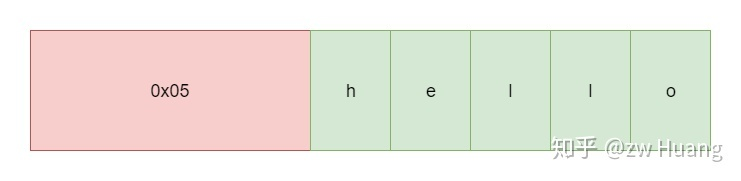 0x05 h e l l o
知乎 @zw Huang